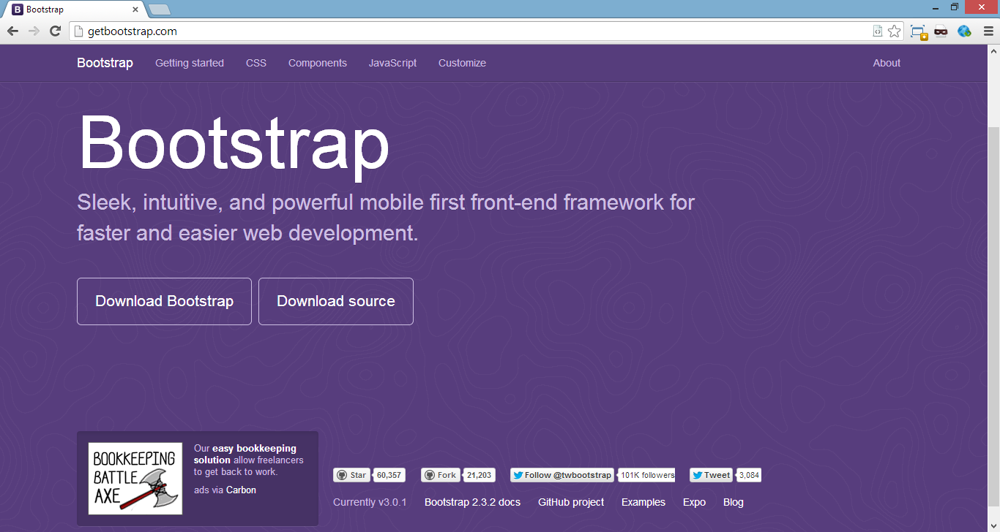 B Bootstrap
getbootstrap.com
Bootstrap Getting started CSS Components JavaScript Customize About
Bootstrap
Sleek, intuitive, and powerful mobile first front-end framework for
faster and easier web development.
Download Bootstrap Download source
BOOKKEEPING
BATTLE
AXE
Our easy bookkeeping
solution allow freelancers
to get back to work.
ads via Carbon
Star 60,357 Fork 21,203 Follow @twbootstrap 101K followers Tweet 3,084
Currently v3.0.1 Bootstrap 2.3.2 docs GitHub project Examples Expo Blog